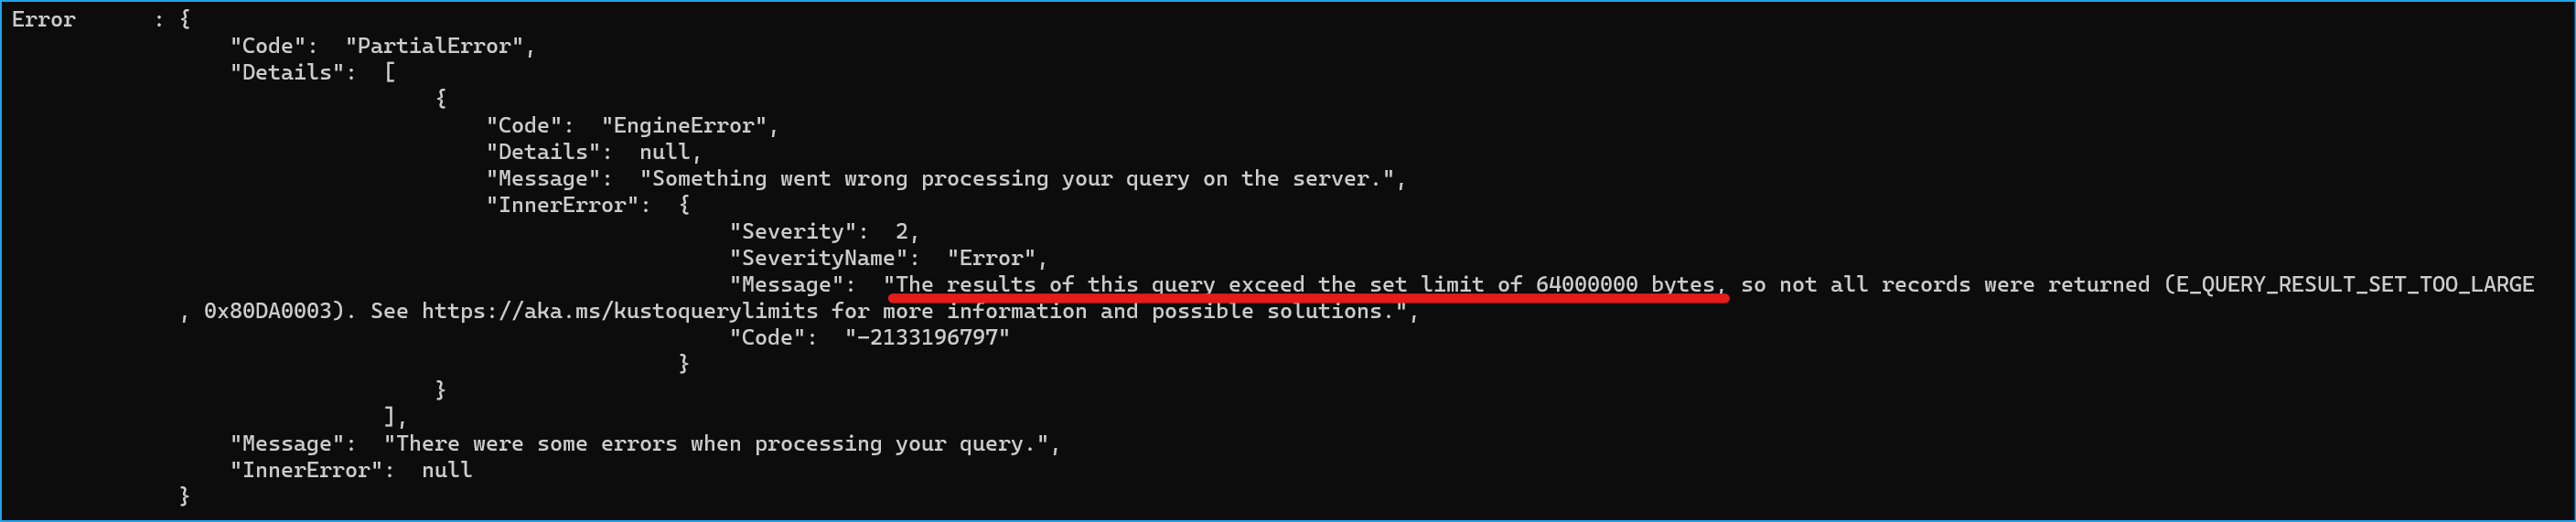 Error      : {
                 "Code":  "PartialError",
                 "Details":  [
                                 {
                                     "Code":  "EngineError",
                                     "Details":  null,
                                     "Message":  "Something went wrong processing your query on the server.",
                                     "InnerError":  {
                                                        "Severity":  2,
                                                        "SeverityName":  "Error",
                                                        "Message":  "The results of this query exceed the set limit of 64000000 bytes, so not all records were returned (E_QUERY_RESULT_SET_TOO_LARGE
             , 0x80DA0003). See https://aka.ms/kustoquerylimits for more information and possible solutions.",
                                                        "Code":  "-2133196797"
                                                    }
                                 }
                             ],
                 "Message":  "There were some errors when processing your query.",
                 "InnerError":  null
             }